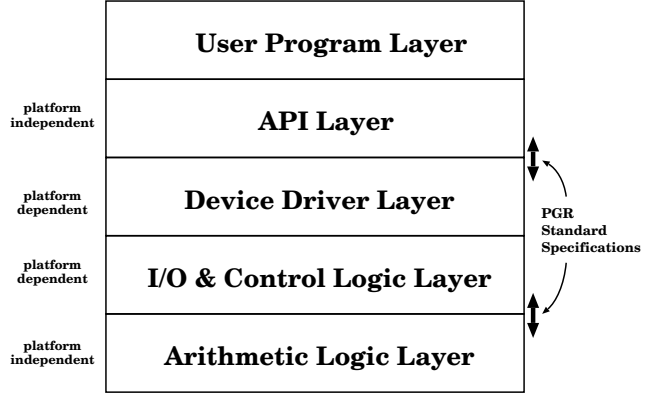 User Program Layer
platform
independent
API Layer
platform
dependent
Device Driver Layer
PGR
Standard
Specifications
platform
dependent
I/O & Control Logic Layer
platform
independent
Arithmetic Logic Layer